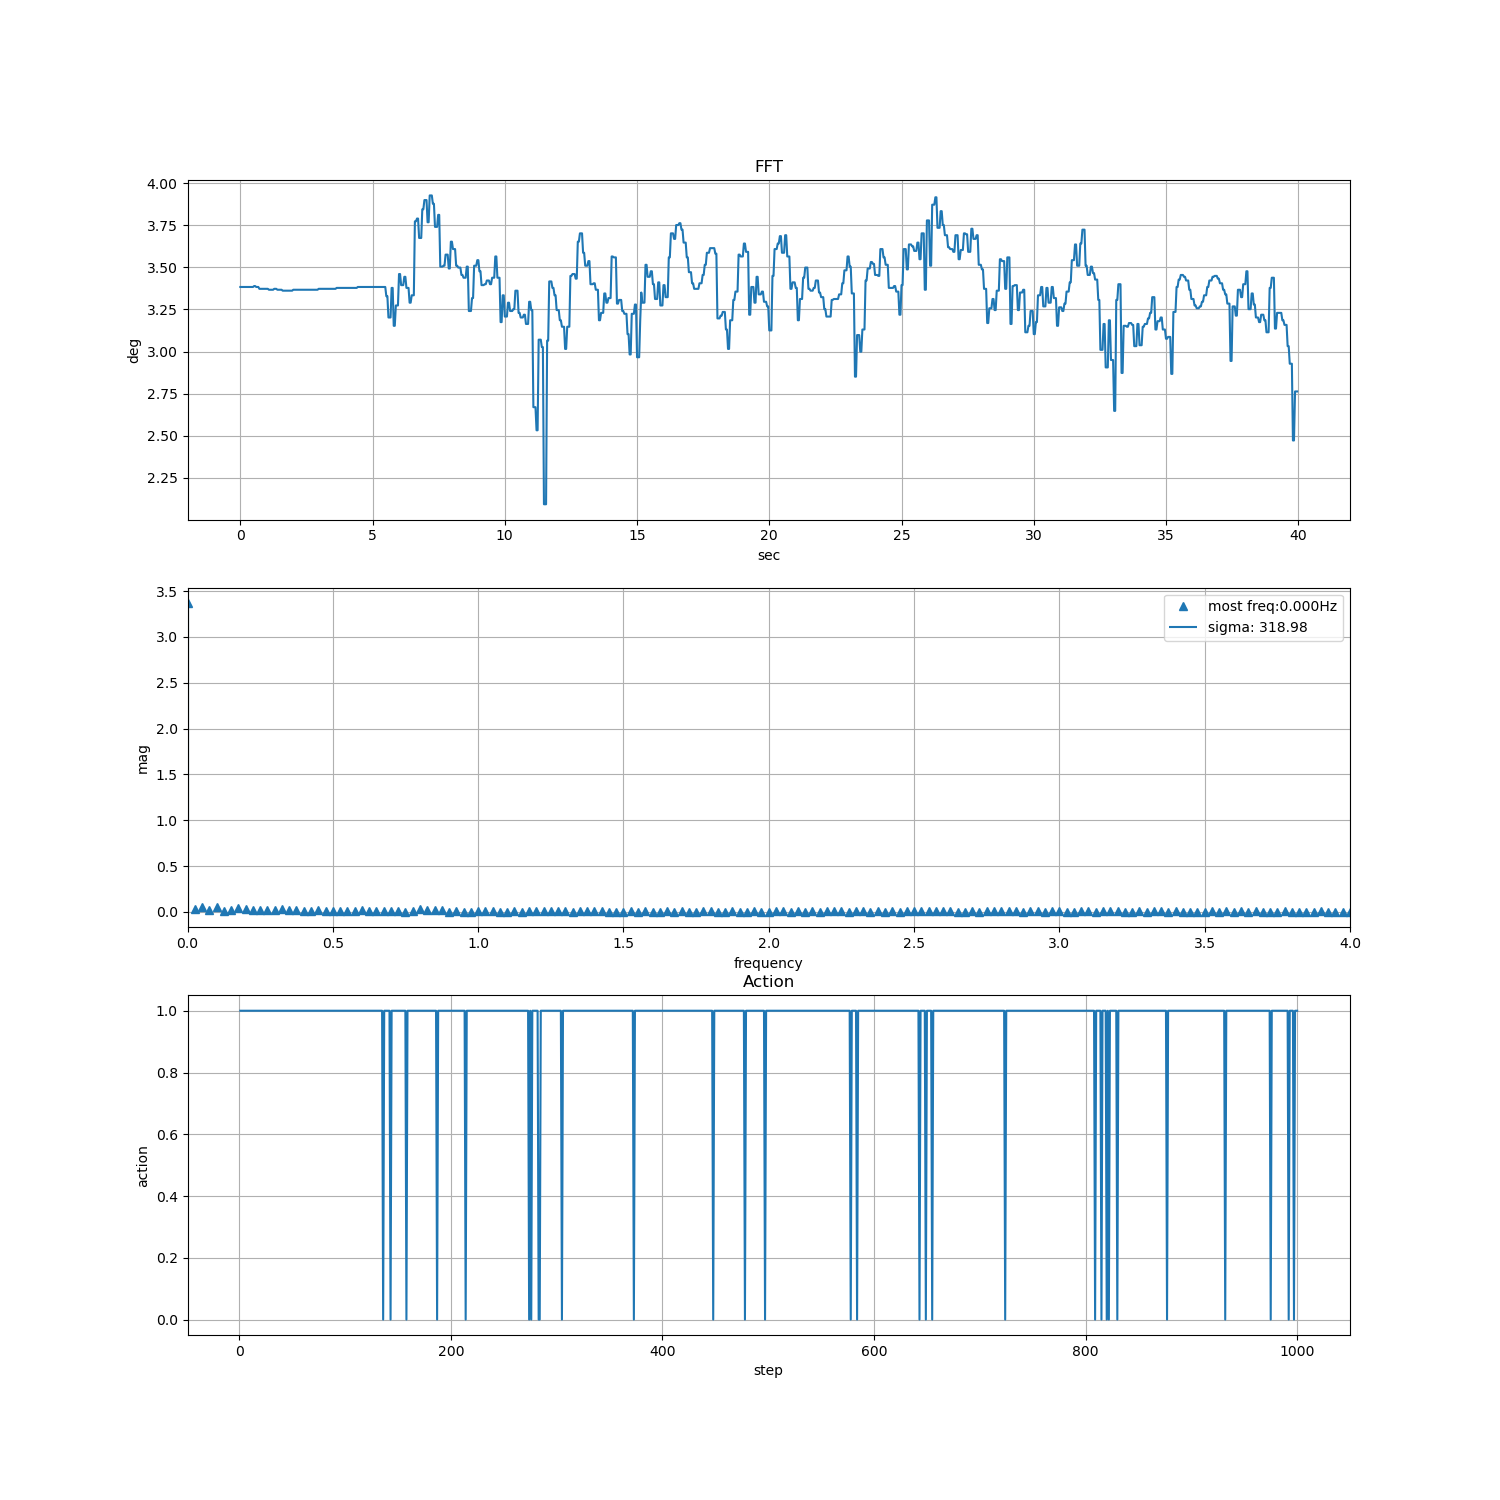 FFT
4.00
3.75
3.50
3.25
3.00
2.75
2.50
2.25
deg
0 5 10 15 20 25 30 35 40
sec
3.5
3.0
2.5
2.0
1.5
1.0
0.5
0.0
mag
most freq:0.000Hz
sigma: 318.98
0.0 0.5 1.0 1.5 2.0 2.5 3.0 3.5 4.0
frequency
Action
1.0
0.8
0.6
0.4
0.2
0.0
action
0 200 400 600 800 1000
step